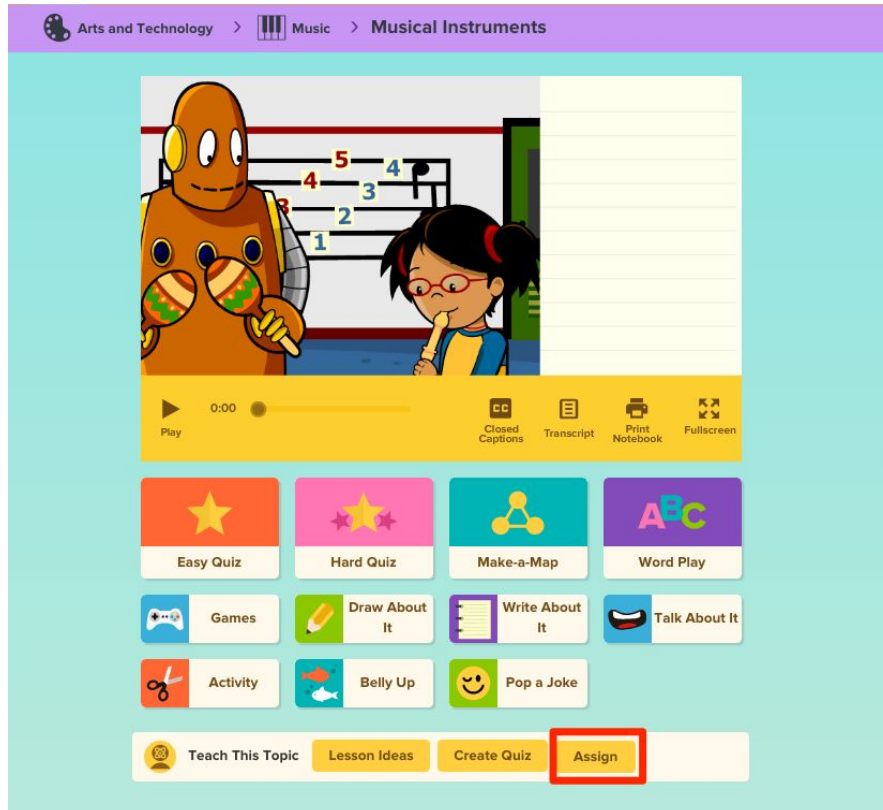 Arts and Technology > Music > Musical Instruments
5
4
4
3
3
2
1
0:00
Play
CC
Closed
Captions
Transcript
Print
Notebook
Fullscreen
ABC
Easy Quiz
Hard Quiz
Make-a-Map
Word Play
Games
Draw About
It
Write About
It
Talk About It
Activity
Belly Up
Pop a Joke
Teach This Topic
Lesson Ideas
Create Quiz
Assign